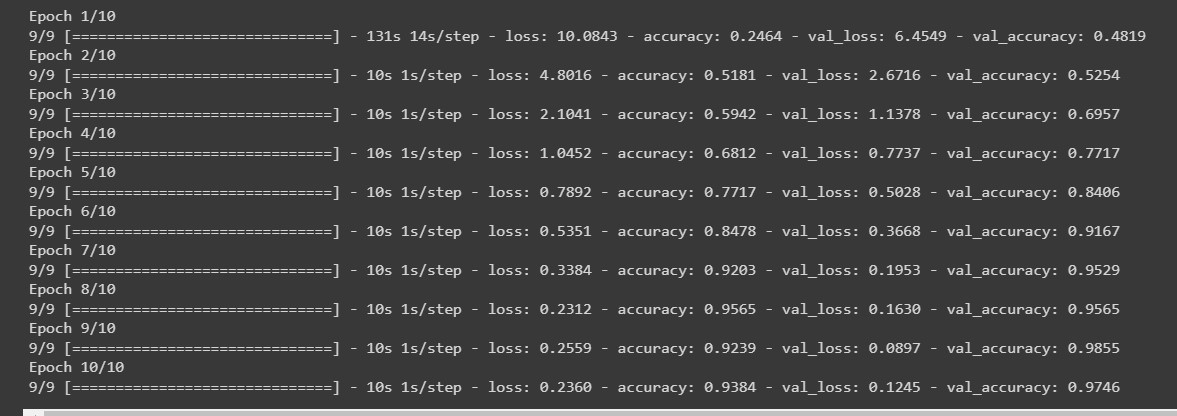 Epoch 1/10
9/9 [==============================] - 131s 14s/step - loss: 10.0843 - accuracy: 0.2464 - val_loss: 6.4549 - val_accuracy: 0.4819
Epoch 2/10
9/9 [==============================] - 10s 1s/step - loss: 4.8016 - accuracy: 0.5181 - val_loss: 2.6716 - val_accuracy: 0.5254
Epoch 3/10
9/9 [==============================] - 10s 1s/step - loss: 2.1041 - accuracy: 0.5942 - val_loss: 1.1378 - val_accuracy: 0.6957
Epoch 4/10
9/9 [==============================] - 10s 1s/step - loss: 1.0452 - accuracy: 0.6812 - val_loss: 0.7737 - val_accuracy: 0.7717
Epoch 5/10
9/9 [==============================] - 10s 1s/step - loss: 0.7892 - accuracy: 0.7717 - val_loss: 0.5028 - val_accuracy: 0.8406
Epoch 6/10
9/9 [==============================] - 10s 1s/step - loss: 0.5351 - accuracy: 0.8478 - val_loss: 0.3668 - val_accuracy: 0.9167
Epoch 7/10
9/9 [==============================] - 10s 1s/step - loss: 0.3384 - accuracy: 0.9203 - val_loss: 0.1953 - val_accuracy: 0.9529
Epoch 8/10
9/9 [==============================] - 10s 1s/step - loss: 0.2312 - accuracy: 0.9565 - val_loss: 0.1630 - val_accuracy: 0.9565
Epoch 9/10
9/9 [==============================] - 10s 1s/step - loss: 0.2559 - accuracy: 0.9239 - val_loss: 0.0897 - val_accuracy: 0.9855
Epoch 10/10
9/9 [==============================] - 10s 1s/step - loss: 0.2360 - accuracy: 0.9384 - val_loss: 0.1245 - val_accuracy: 0.9746